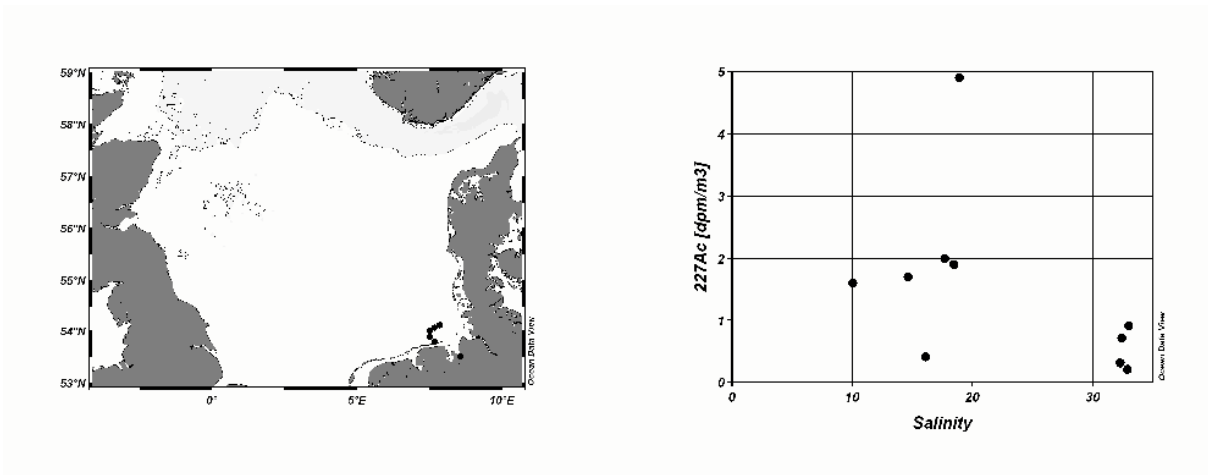 59°N
58°N
57°N
56°N
55°N
54°N
53°N
0°
5°E
10°E
Ocean Data View
227Ac [dpm/m3]
5
4
3
2
1
0
0
10
20
30
Salinity
Ocean Data View